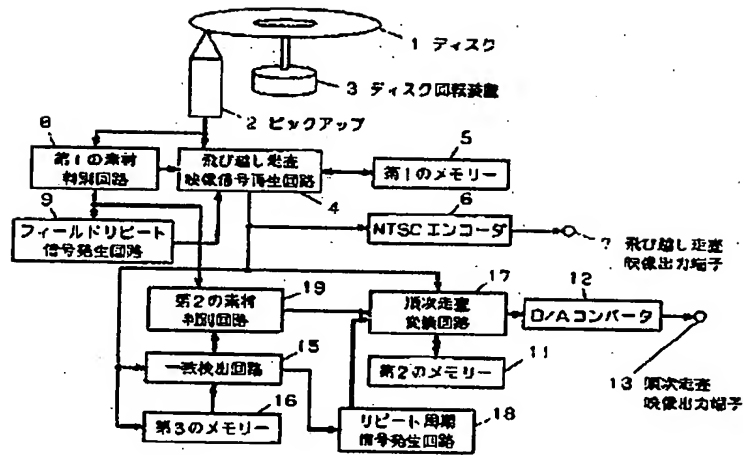 1 ディスク
3 ディスク回転装置
2 ピックアップ
8
第1の素材
判別回路
飛び越し走査
映像信号再生回路
4
5
第1のメモリー
9
フィールドリピート
信号発生回路
6
NTSCエンコーダ
7 飛び越し走査
映像出力端子
第2の素材
判別回路
19
17
順次走査
変換回路
12
D/Aコンバータ
15
一致検出回路
第2のメモリー
11
13 順次走査
映像出力端子
16
第3のメモリー
リピート周期
信号発生回路
18